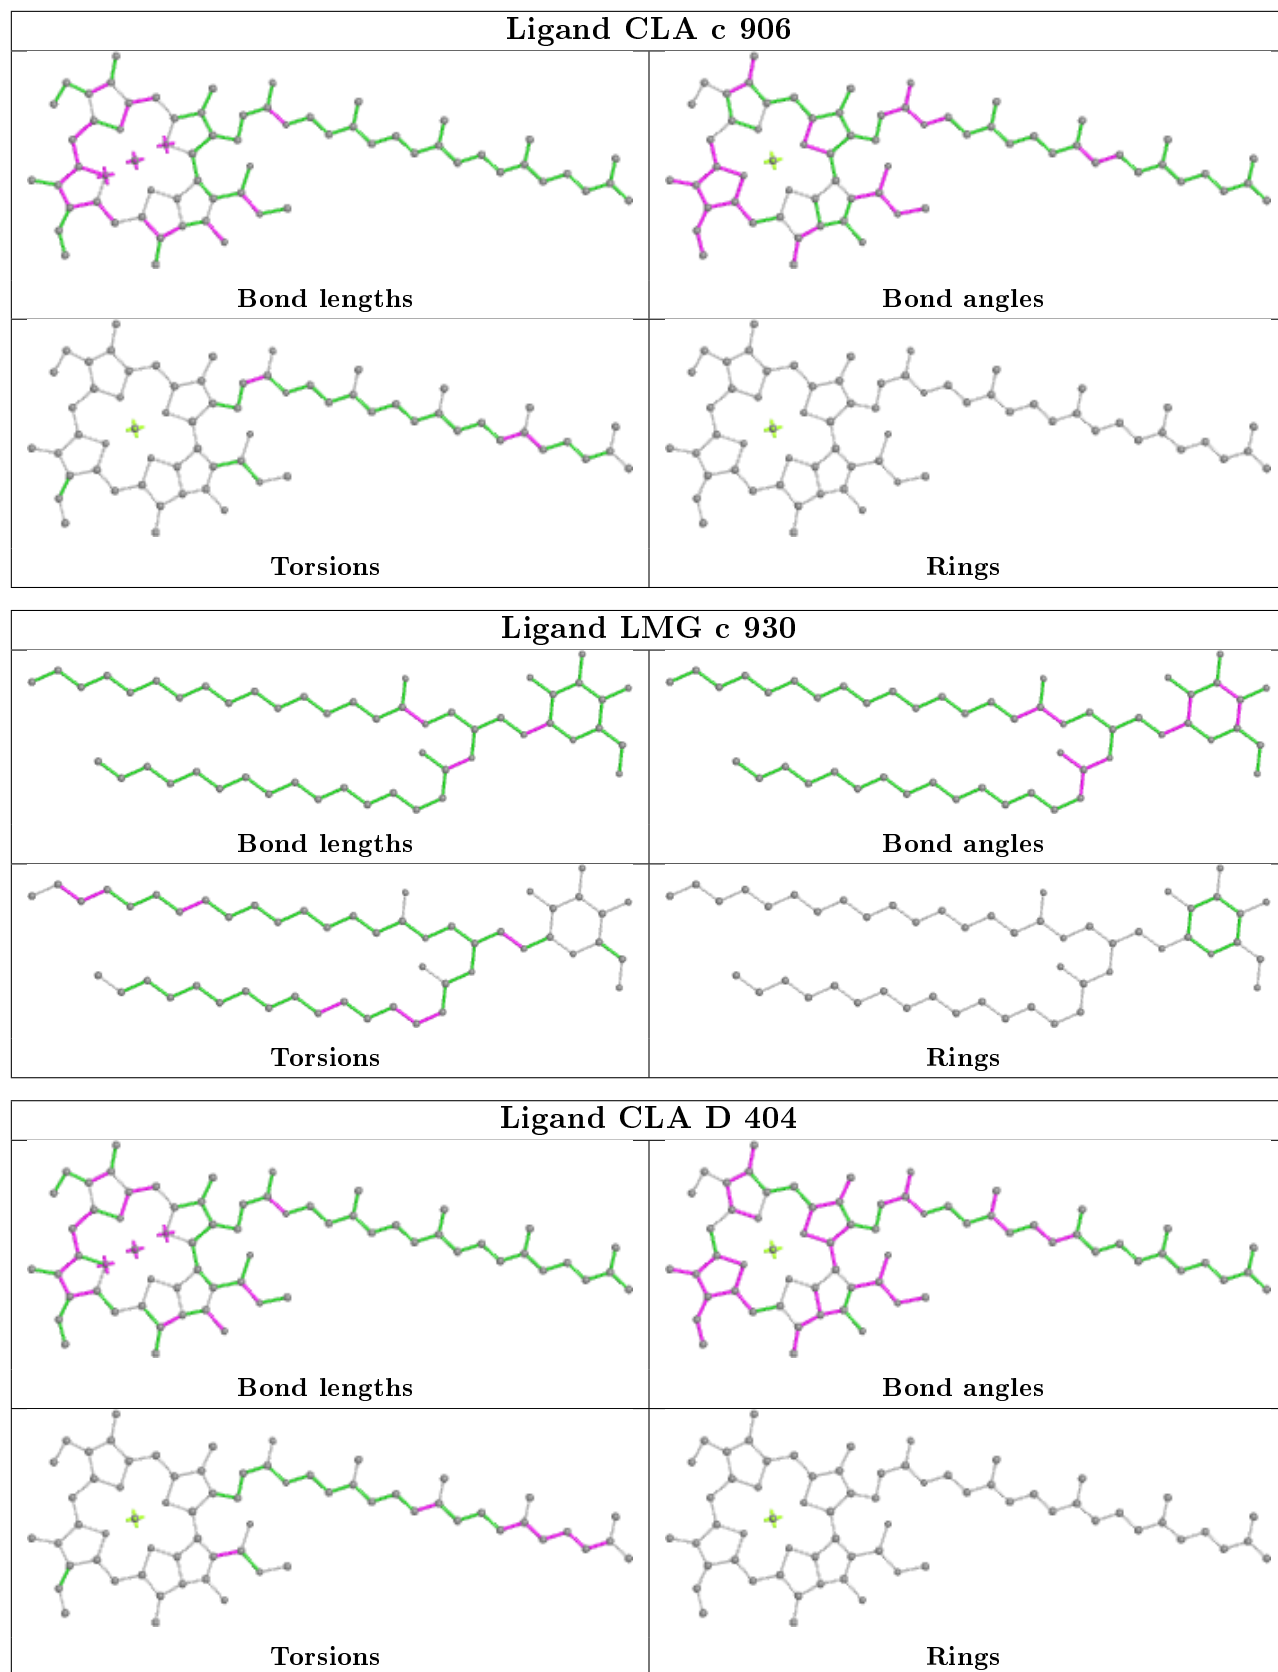 Ligand CLA c 906
Bond lengths
Bond angles
Torsions
Rings
Ligand LMG c 930
Bond lengths
Bond angles
Torsions
Rings
Ligand CLA D 404
Bond lengths
Bond angles
Torsions
Rings